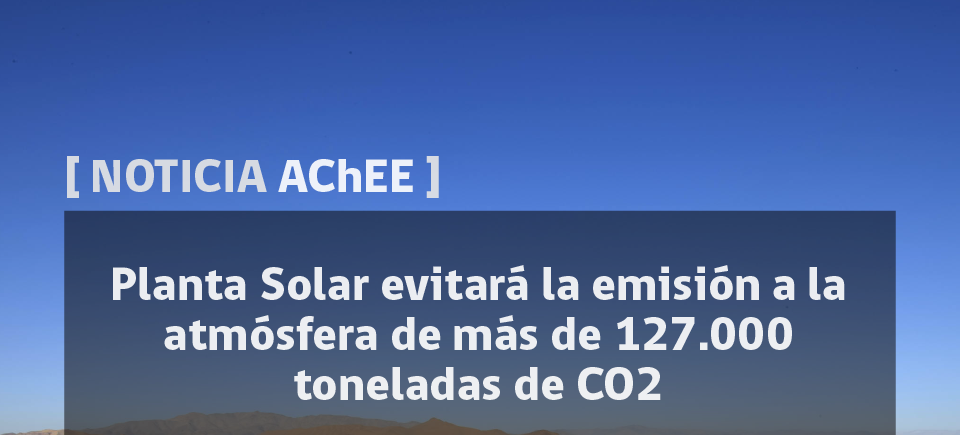 [ NOTICIA AChEE ]
Planta Solar evitará la emisión a la
atmósfera de más de 127.000
toneladas de CO2